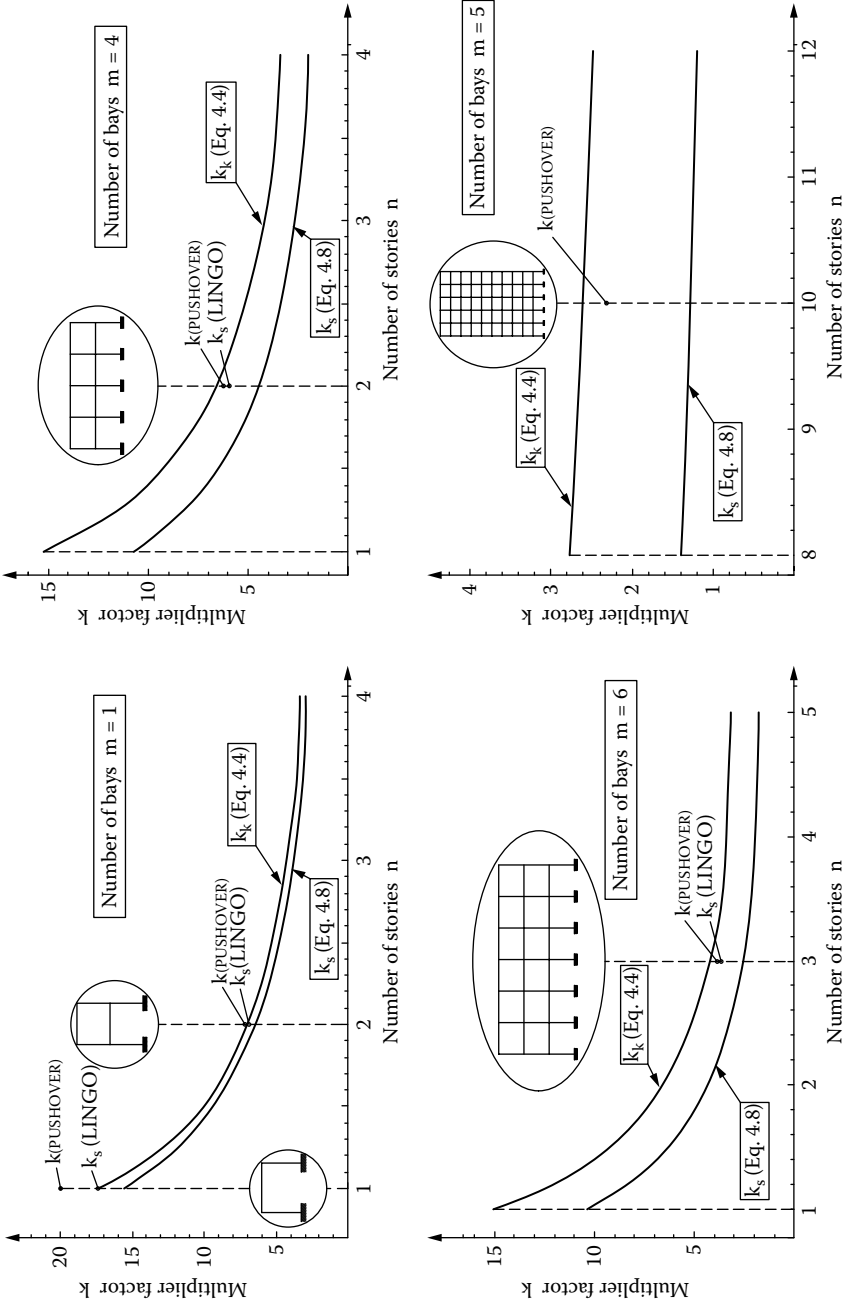 Number of bays m = 1
Multiplier factor k
20
15
10
5
k(PUSHOVER)
k_s (LINGO)
k(PUSHOVER)
k_s (LINGO)
k_k (Eq. 4.4)
k_s (Eq. 4.8)
1
2
3
4
Number of stories n
Number of bays m = 4
Multiplier factor k
15
10
5
k(PUSHOVER)
k_s (LINGO)
k_k (Eq. 4.4)
k_s (Eq. 4.8)
1
2
3
4
Number of stories n
Number of bays m = 6
Multiplier factor k
15
10
5
k_k (Eq. 4.4)
k(PUSHOVER)
k_s (LINGO)
k_s (Eq. 4.8)
1
2
3
4
5
Number of stories n
Number of bays m = 5
Multiplier factor k
4
3
2
1
k_k (Eq. 4.4)
k(PUSHOVER)
k_s (Eq. 4.8)
8
9
10
11
12
Number of stories n